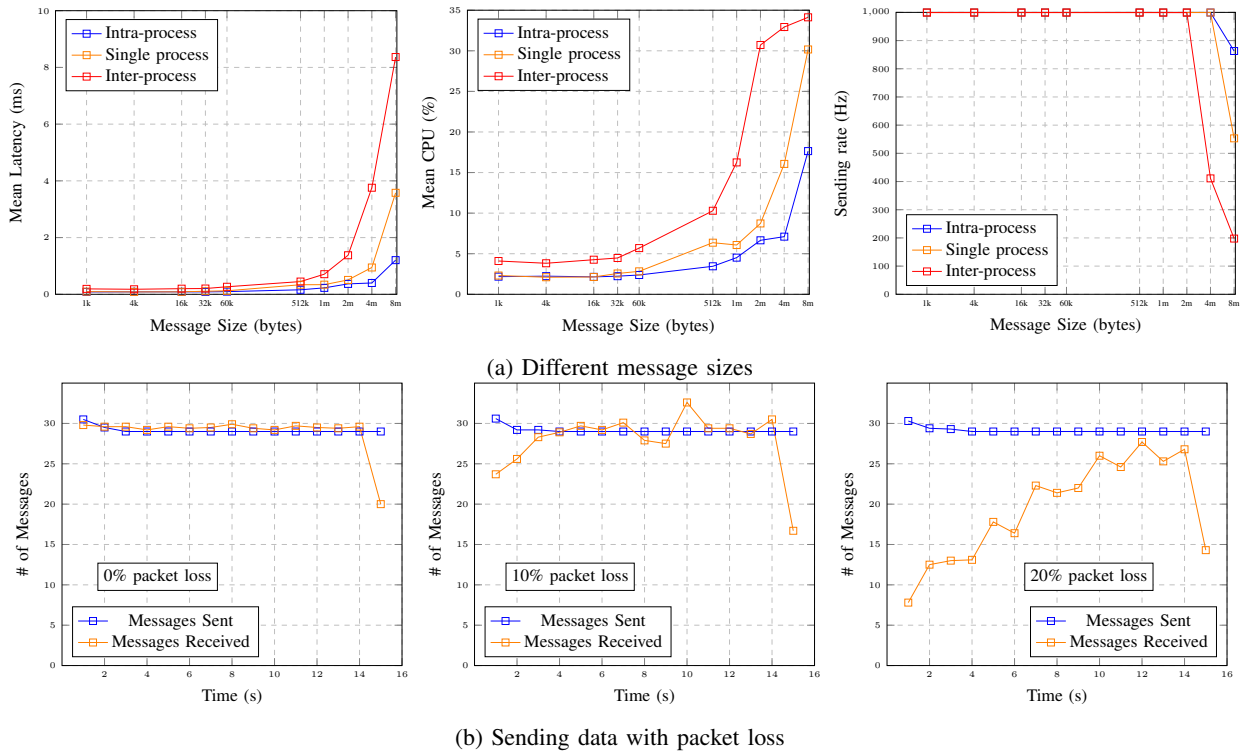 10
8
6
4
2
0
1k 4k 16k 32k 60k 512k 1m 2m 4m 8m
Message Size (bytes)
Mean Latency (ms)
Intra-process
Single process
Inter-process
35
30
25
20
15
10
5
0
1k 4k 16k 32k 60k 512k 1m 2m 4m 8m
Message Size (bytes)
Mean CPU (%)
Intra-process
Single process
Inter-process
1,000
900
800
700
600
500
400
300
200
100
0
1k 4k 16k 32k 60k 512k 1m 2m 4m 8m
Message Size (bytes)
Sending rate (Hz)
Intra-process
Single process
Inter-process
(a) Different message sizes
30
25
20
15
10
5
0
2 4 6 8 10 12 14 16
Time (s)
# of Messages
0% packet loss
Messages Sent
Messages Received
30
25
20
15
10
5
0
2 4 6 8 10 12 14 16
Time (s)
# of Messages
10% packet loss
Messages Sent
Messages Received
30
25
20
15
10
5
0
2 4 6 8 10 12 14 16
Time (s)
# of Messages
20% packet loss
Messages Sent
Messages Received
(b) Sending data with packet loss